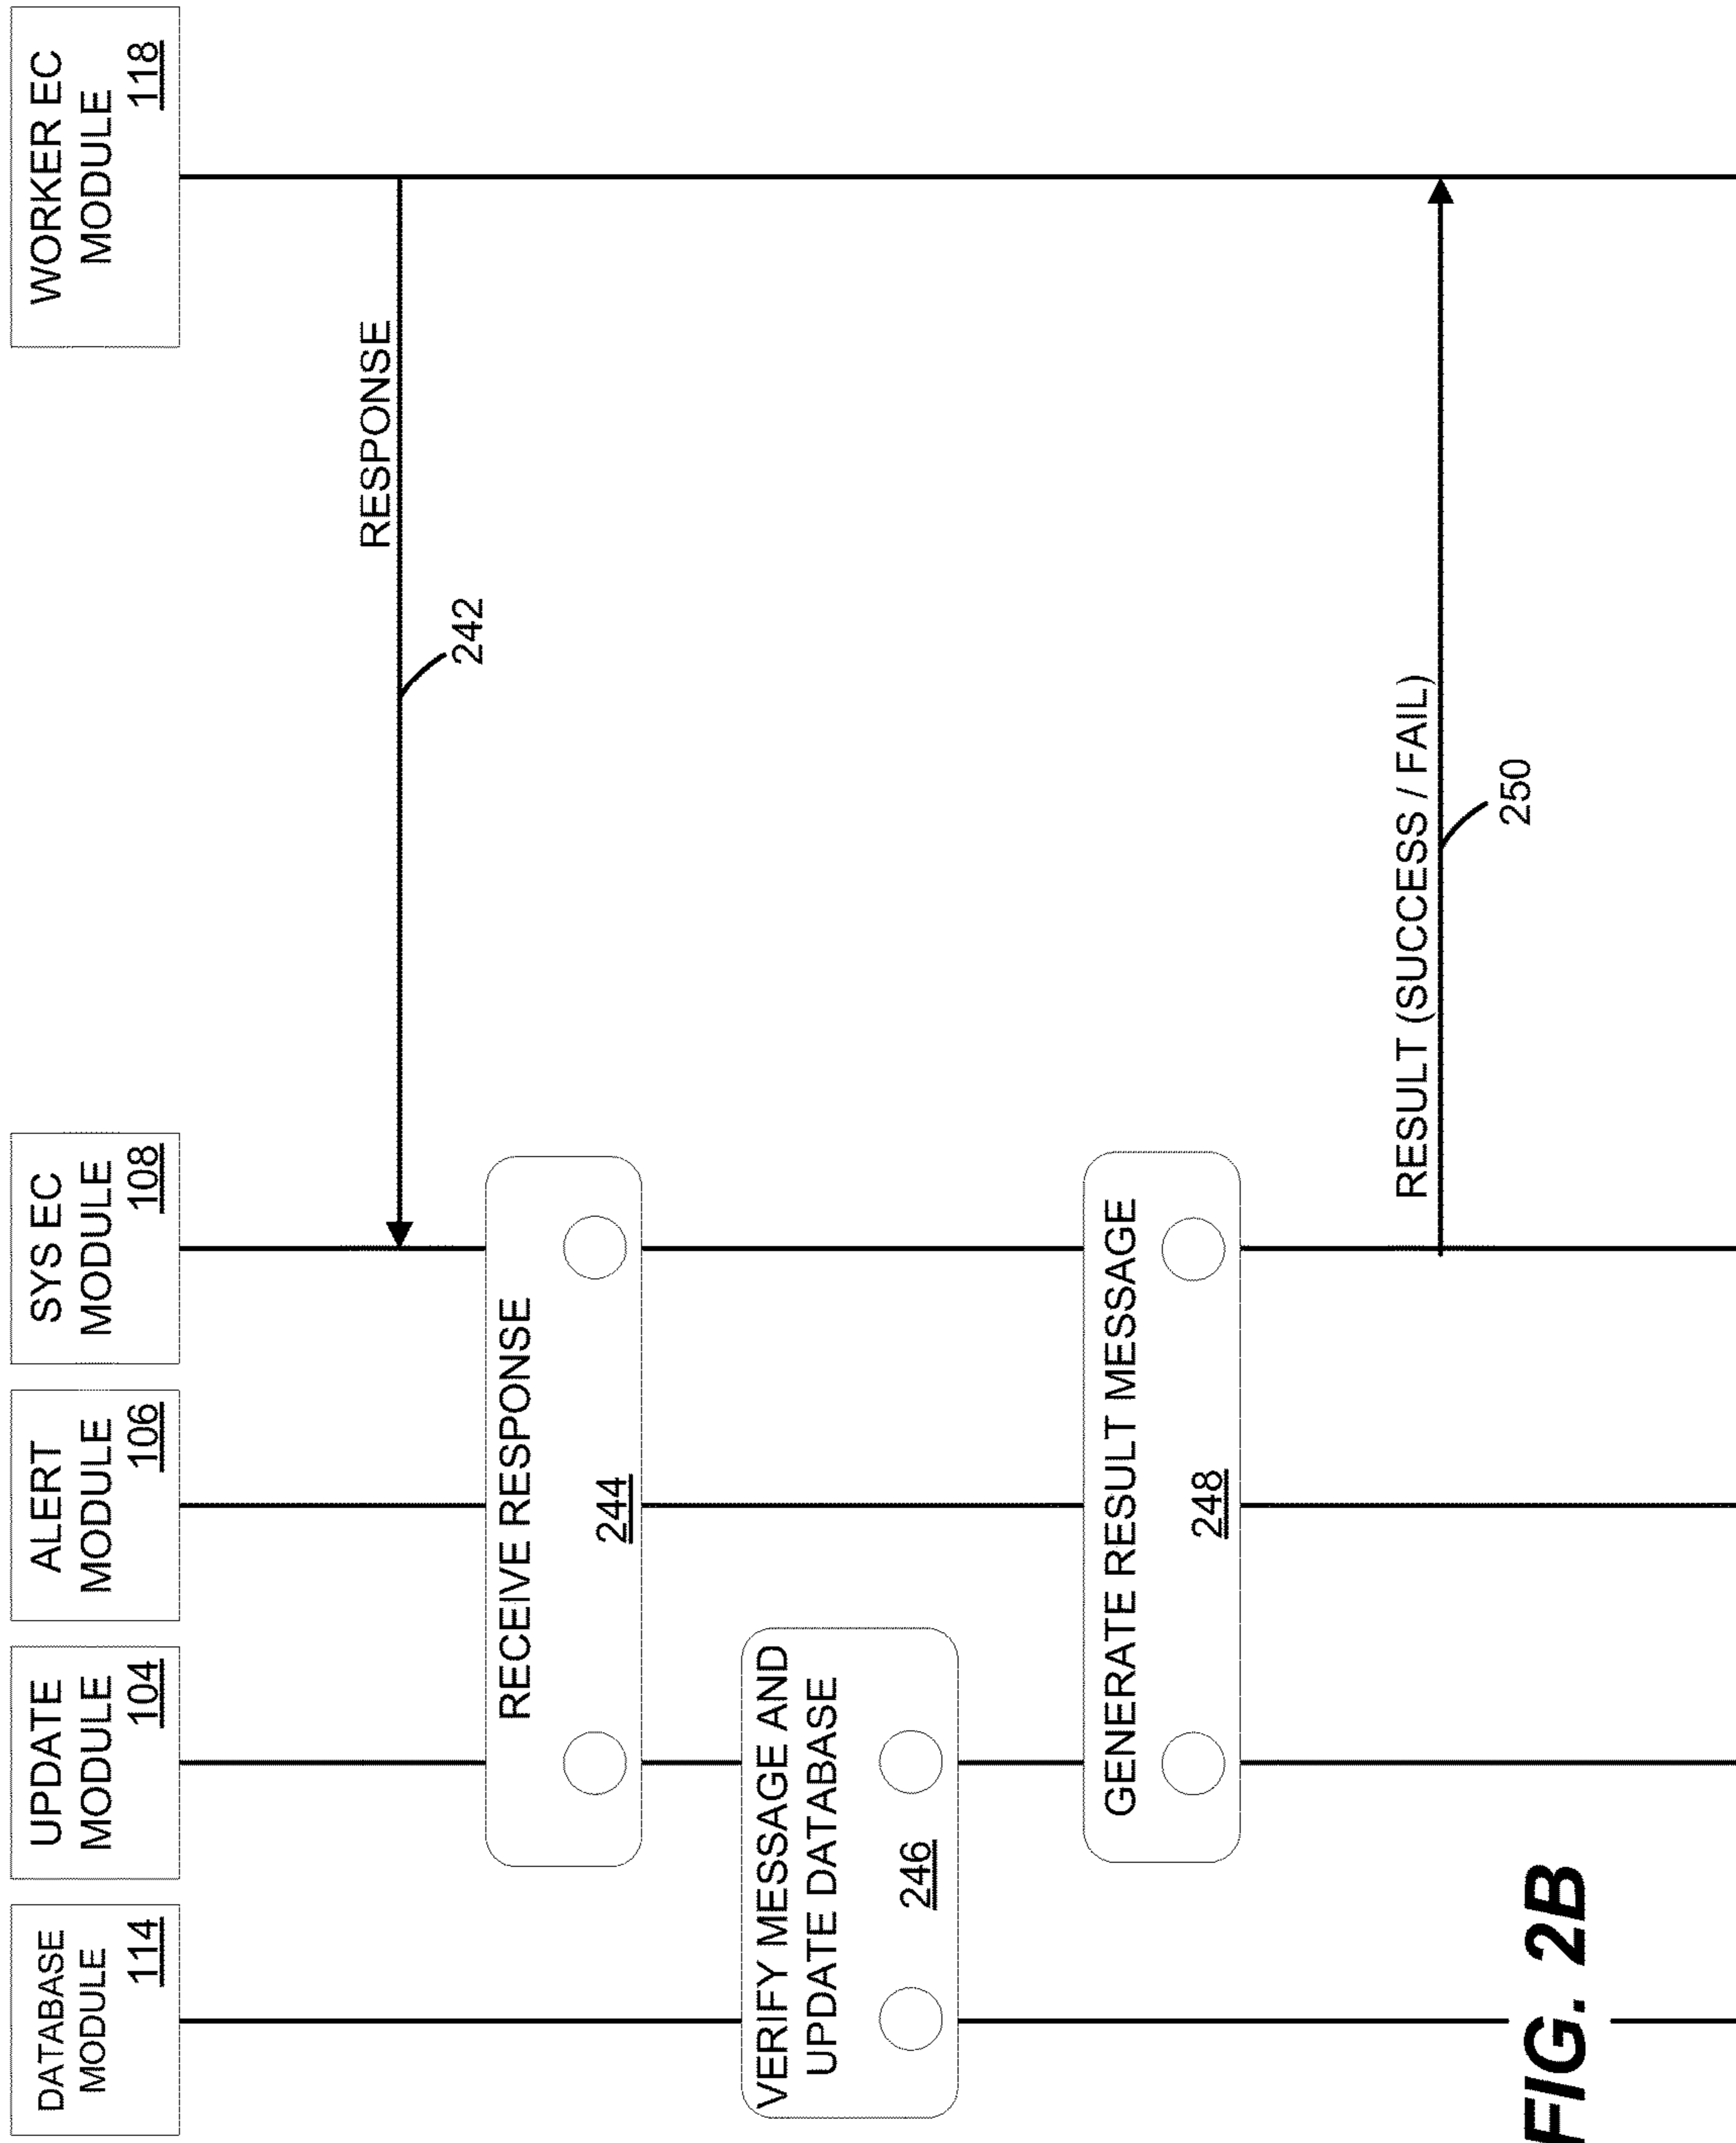 DATABASE
MODULE
114
UPDATE
MODULE
104
ALERT
MODULE
106
SYS EC
MODULE
108
WORKER EC
MODULE
118
RESPONSE
242
RECEIVE RESPONSE
244
VERIFY MESSAGE AND
UPDATE DATABASE
246
GENERATE RESULT MESSAGE
248
RESULT (SUCCESS / FAIL)
250
FIG. 2B